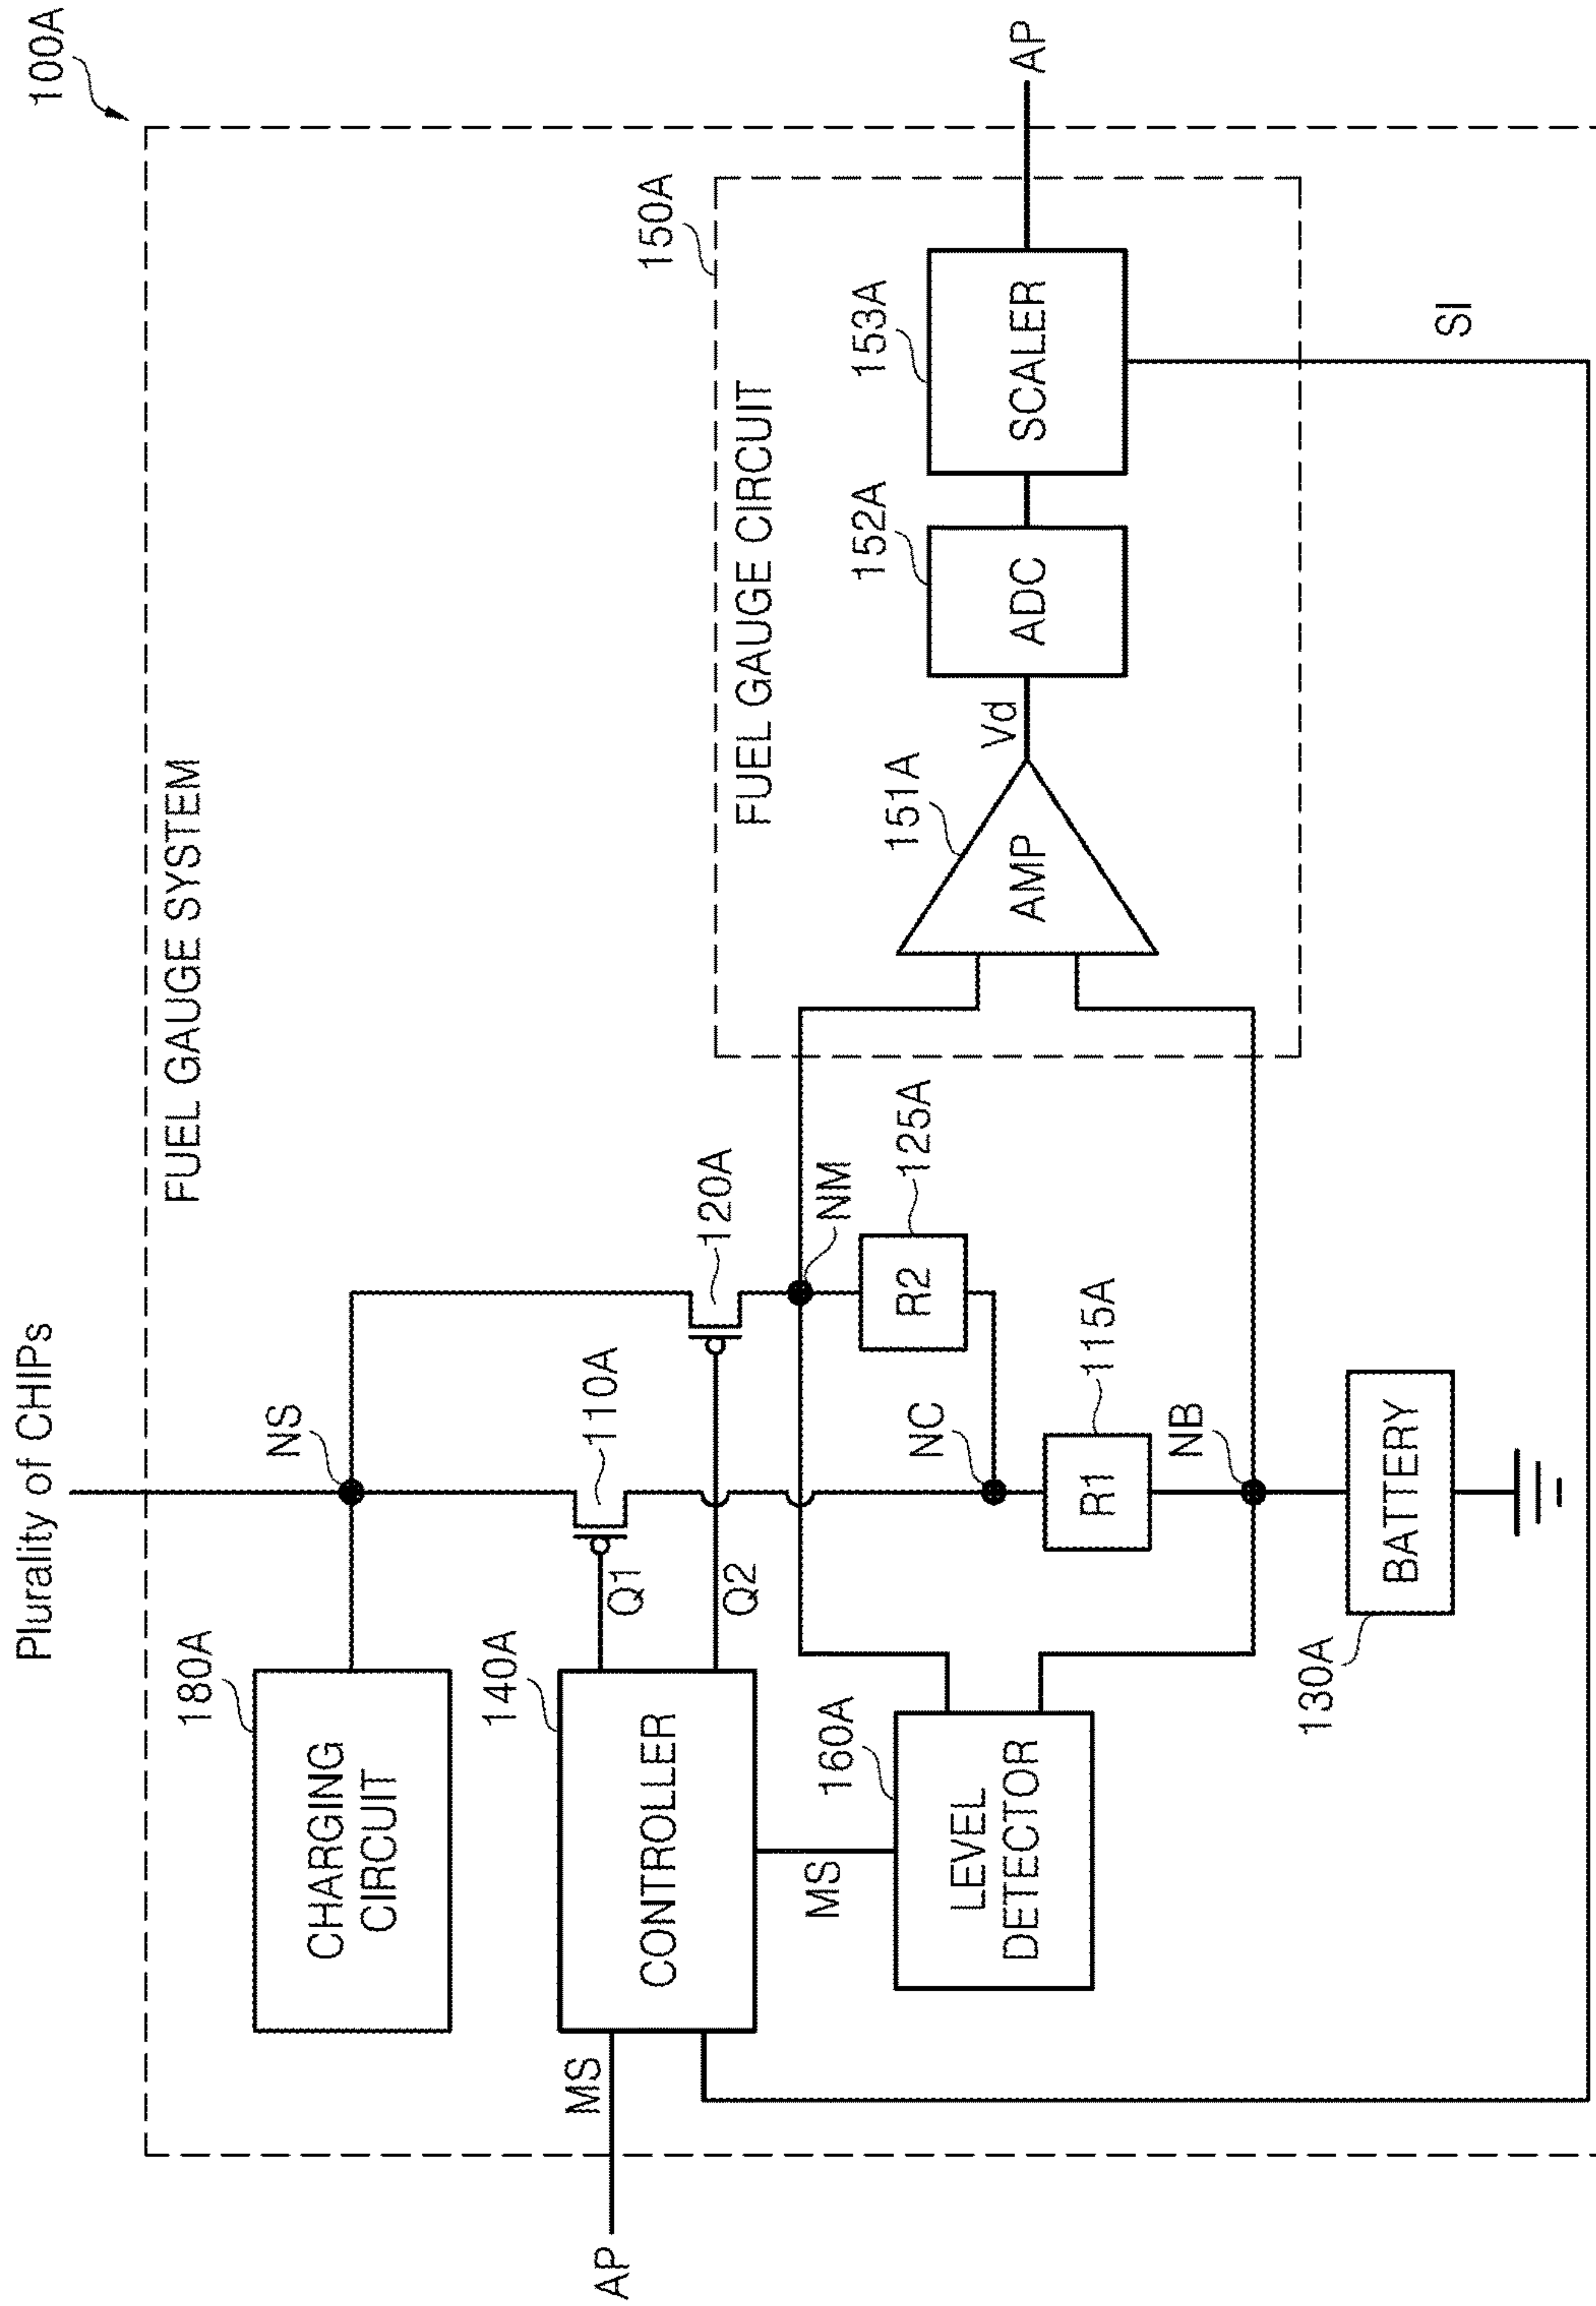 100A
Plurality of CHIPs
FUEL GAUGE SYSTEM
180A
CHARGING
CIRCUIT
NS
110A
120A
Q1
Q2
140A
CONTROLLER
MS
AP
MS
160A
LEVEL
DETECTOR
NM
R2
125A
NC
R1
115A
NB
BATTERY
130A
150A
FUEL GAUGE CIRCUIT
151A
AMP
Vd
152A
ADC
153A
SCALER
AP
SI